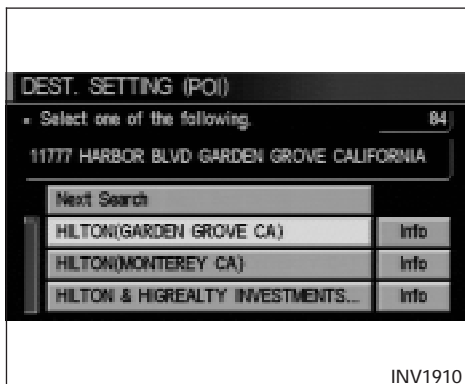 DEST. SETTING (POI)
▪ Select one of the following. 84
11777 HARBOR BLVD GARDEN GROVE CALIFORNIA
Next Search
HILTON(GARDEN GROVE CA) Info
HILTON(MONTEREY CA) Info
HILTON & HIGREALTY INVESTMENTS... Info
INV1910